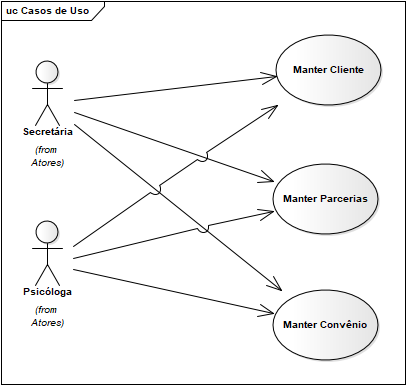 uc Casos de Uso
Manter Cliente
Secretária
(from
Atores)
Manter Parcerias
Psicóloga
(from
Atores)
Manter Convênio